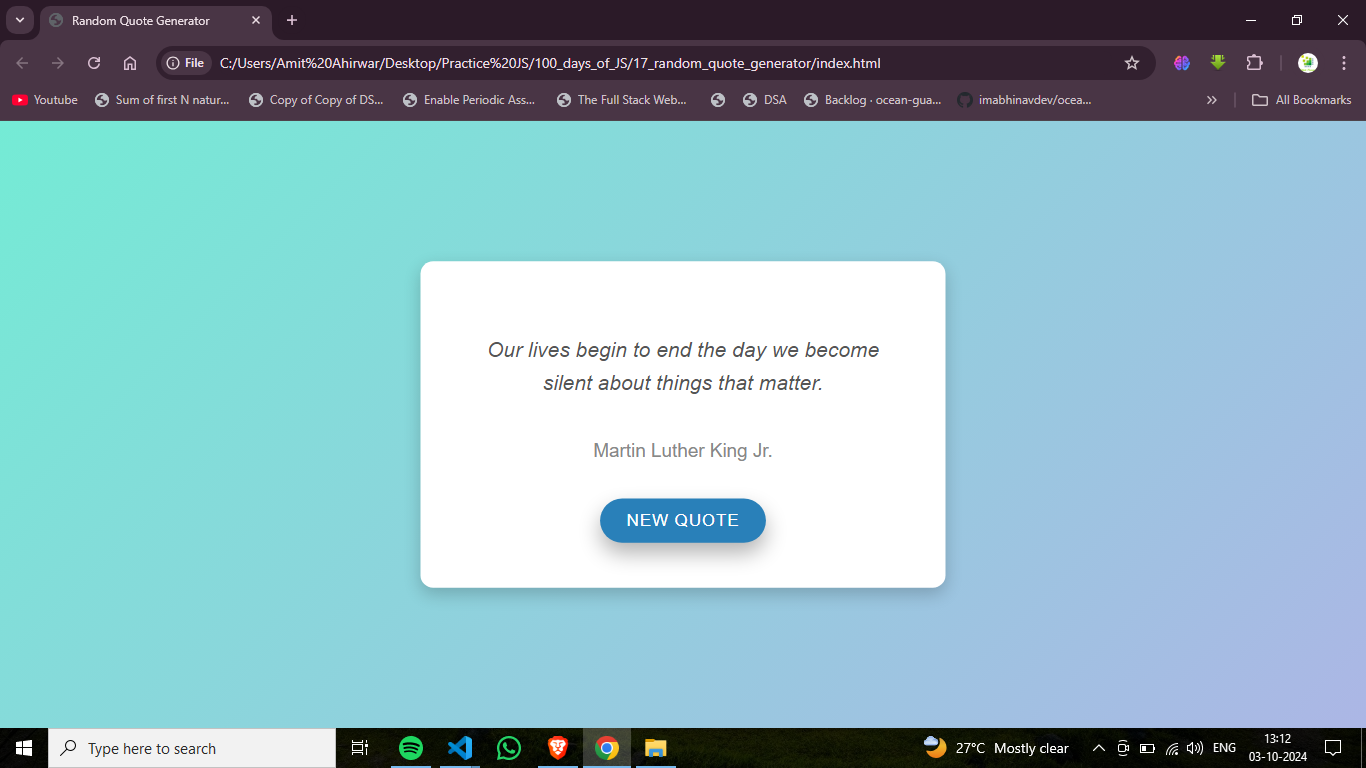 Random Quote Generator
File
C:/Users/Amit%20Ahirwar/Desktop/Practice%20JS/100_days_of_JS/17_random_quote_generator/index.html
Youtube
Sum of first N natur...
Copy of Copy of DS...
Enable Periodic Ass...
The Full Stack Web...
DSA
Backlog · ocean-gua...
imabhinavdev/ocea...
All Bookmarks
Our lives begin to end the day we become
silent about things that matter.
Martin Luther King Jr.
NEW QUOTE
Type here to search
27°C Mostly clear
ENG
13:12
03-10-2024